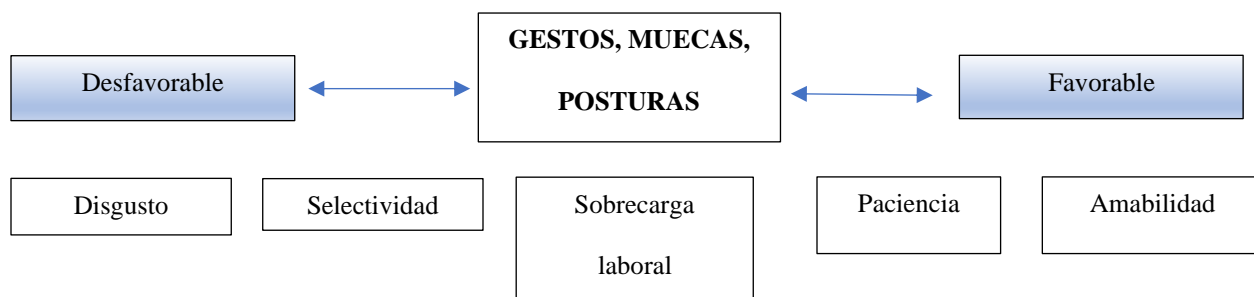 GESTOS, MUECAS,
POSTURAS
Desfavorable
Favorable
Disgusto
Selectividad
Sobrecarga
laboral
Paciencia
Amabilidad